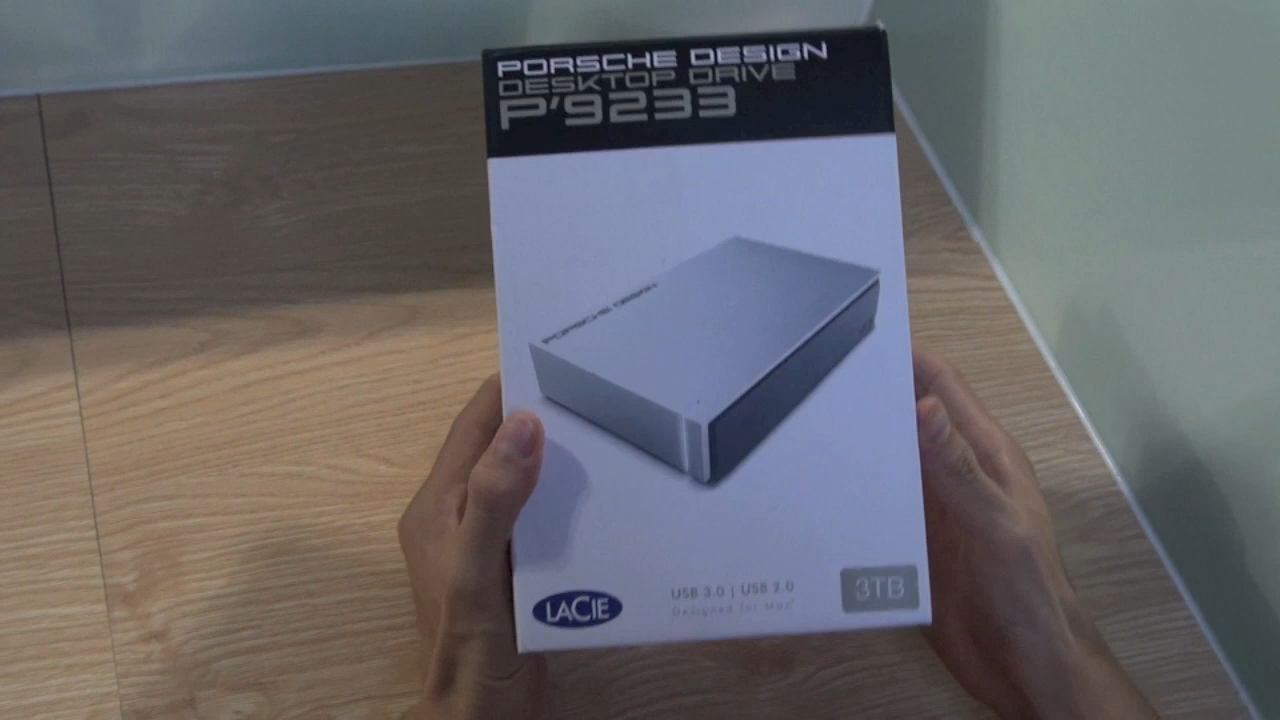 PORSCHE DESIGN
DESKTOP DRIVE
P'9233
PORSCHE DESIGN
LACIE
USB 3.0 | USB 2.0
Designed for Mac®
3TB